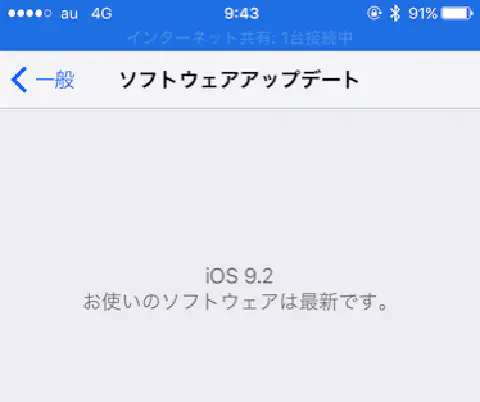 au 4G 9:43 91%
インターネット共有: 1台接続中
一般 ソフトウェアアップデート
iOS 9.2
お使いのソフトウェアは最新です。